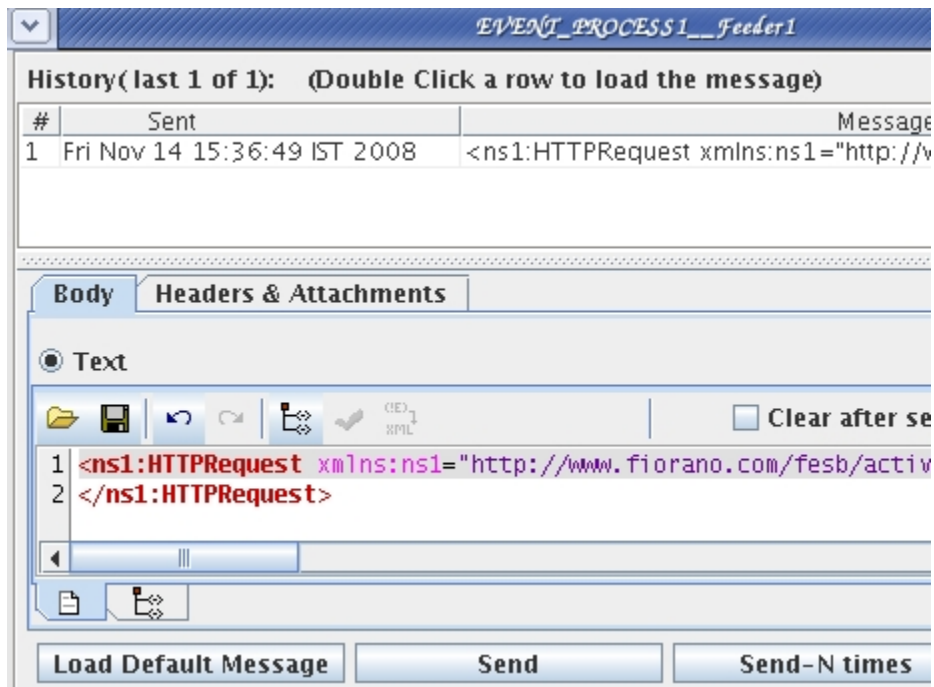 EVENT_PROCESS1__Feeder1
History( last 1 of 1): (Double Click a row to load the message)
# Sent Message
1 Fri Nov 14 15:36:49 IST 2008 <ns1:HTTPRequest xmlns:ns1="http://w
Body Headers & Attachments
Text
(!E) XML Clear after se
1 <ns1:HTTPRequest xmlns:ns1="http://www.fiorano.com/fesb/activ
2 </ns1:HTTPRequest>
Load Default Message Send Send-N times